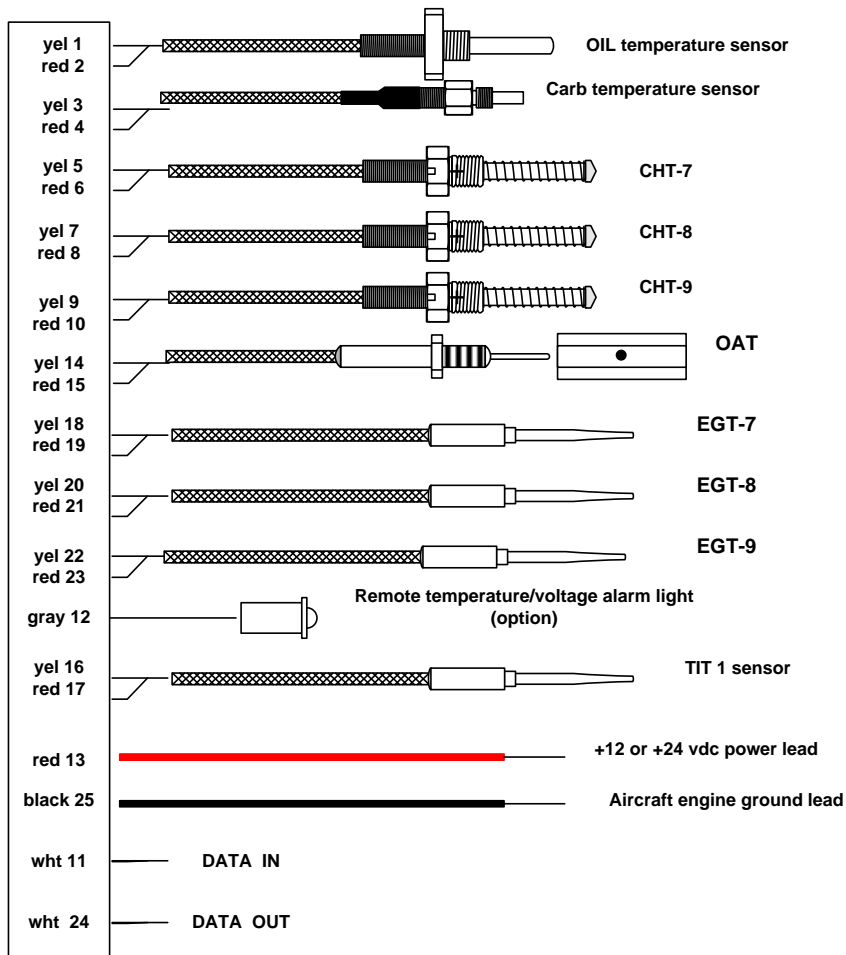 yel 1
red 2
OIL temperature sensor
yel 3
red 4
Carb temperature sensor
yel 5
red 6
CHT-7
yel 7
red 8
CHT-8
yel 9
red 10
CHT-9
yel 14
red 15
OAT
yel 18
red 19
EGT-7
yel 20
red 21
EGT-8
yel 22
red 23
EGT-9
gray 12
Remote temperature/voltage alarm light
(option)
yel 16
red 17
TIT 1 sensor
red 13
+12 or +24 vdc power lead
black 25
Aircraft engine ground lead
wht 11
DATA IN
wht 24
DATA OUT